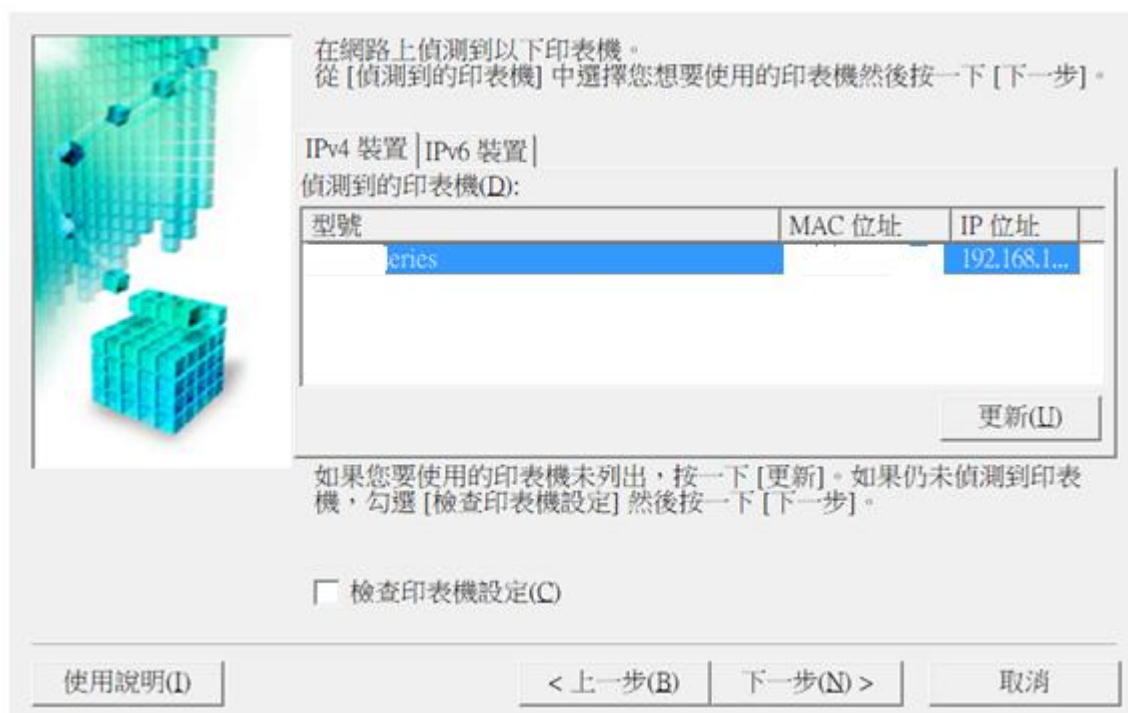 在網路上偵測到以下印表機。
從 [偵測到的印表機] 中選擇您想要使用的印表機然後按一下 [下一步]。
IPv4 裝置 IPv6 裝置
偵測到的印表機(D):
型號 MAC 位址 IP 位址
eries 192.168.1...
更新(U)
如果您要使用的印表機未列出，按一下 [更新]。如果仍未偵測到印表
機，勾選 [檢查印表機設定] 然後按一下 [下一步]。
檢查印表機設定(C)
使用說明(I) < 上一步(B) 下一步(N) > 取消